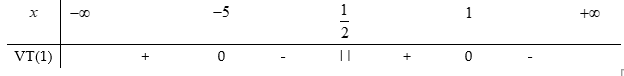 x −∞ −5 1/2 1 +∞
VT(1) + 0 - || + 0 -